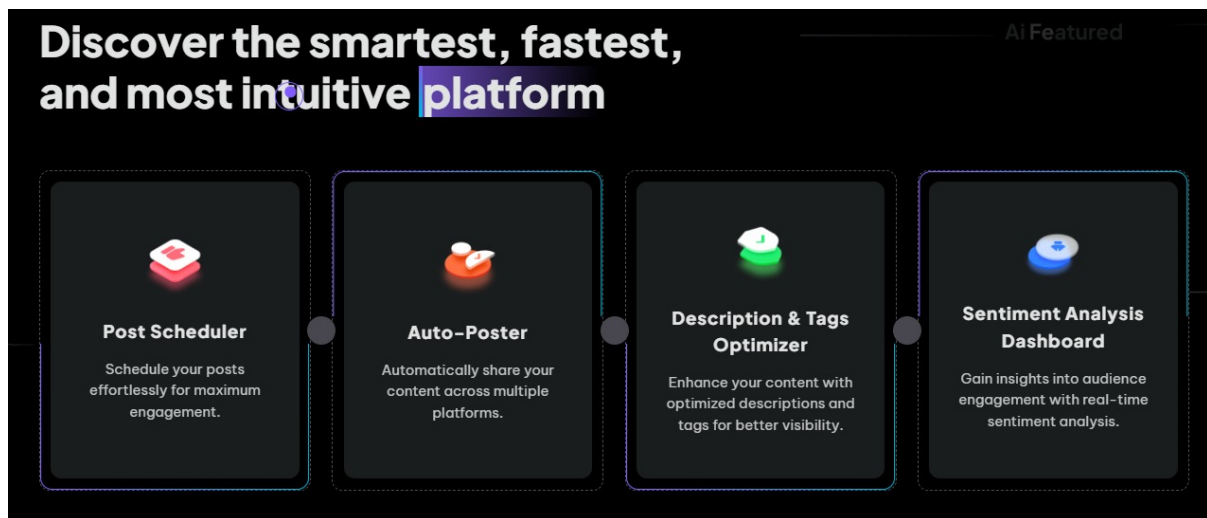 Discover the smartest, fastest,
and most intuitive platform
Ai Featured
Post Scheduler
Schedule your posts
effortlessly for maximum
engagement.
Auto-Poster
Automatically share your
content across multiple
platforms.
Description & Tags
Optimizer
Enhance your content with
optimized descriptions and
tags for better visibility.
Sentiment Analysis
Dashboard
Gain insights into audience
engagement with real-time
sentiment analysis.